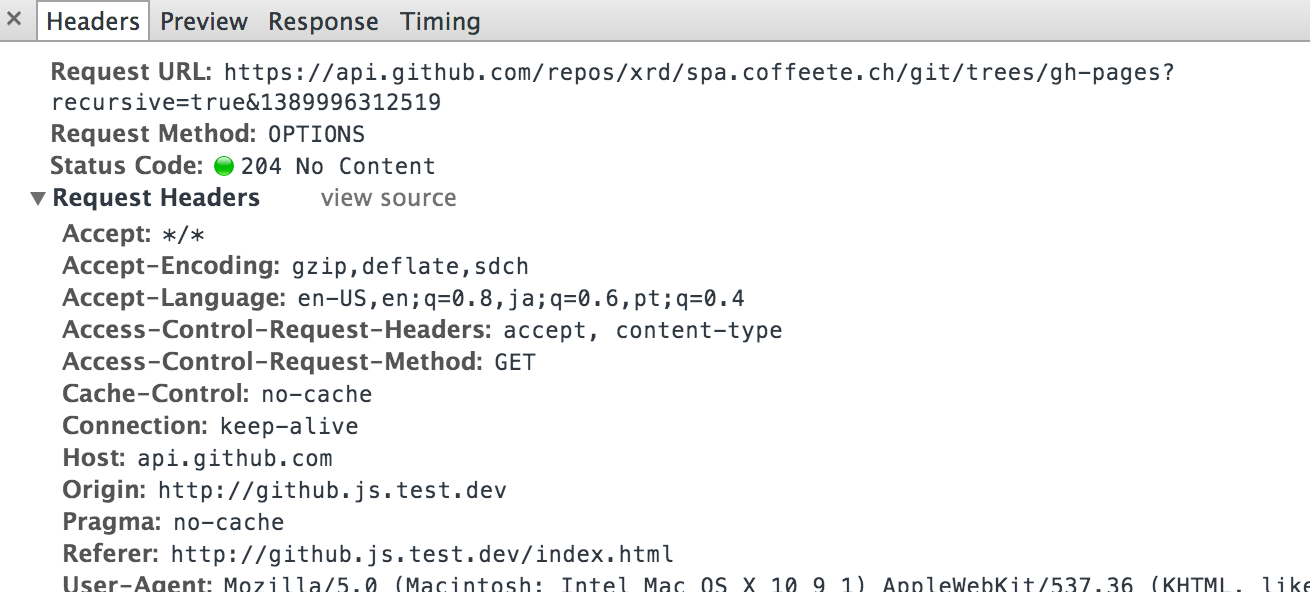 × Headers Preview Response Timing
Request URL: https://api.github.com/repos/xrd/spa.coffeete.ch/git/trees/gh-pages?
recursive=true&1389996312519
Request Method: OPTIONS
Status Code: 204 No Content
Request Headers view source
Accept: */*
Accept-Encoding: gzip,deflate,sdch
Accept-Language: en-US,en;q=0.8,ja;q=0.6,pt;q=0.4
Access-Control-Request-Headers: accept, content-type
Access-Control-Request-Method: GET
Cache-Control: no-cache
Connection: keep-alive
Host: api.github.com
Origin: http://github.js.test.dev
Pragma: no-cache
Referer: http://github.js.test.dev/index.html
User-Agent: Mozilla/5.0 (Macintosh; Intel Mac OS X 10_9_1) AppleWebKit/537.36 (KHTML, like